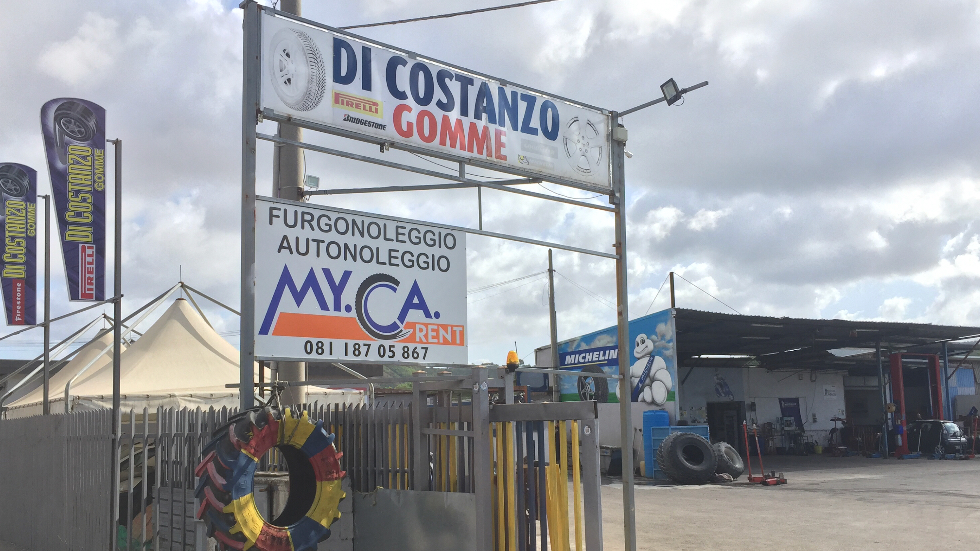 DI COSTANZO
PIRELLI
BRIDGESTONE
GOMME
FURGONOLEGGIO
AUTONOLEGGIO
MY.CA.
RENT
081 187 05 867
DI COSTANZO
GOMME
PIRELLI
DI COSTANZO
GOMME
Firestone
MICHELIN